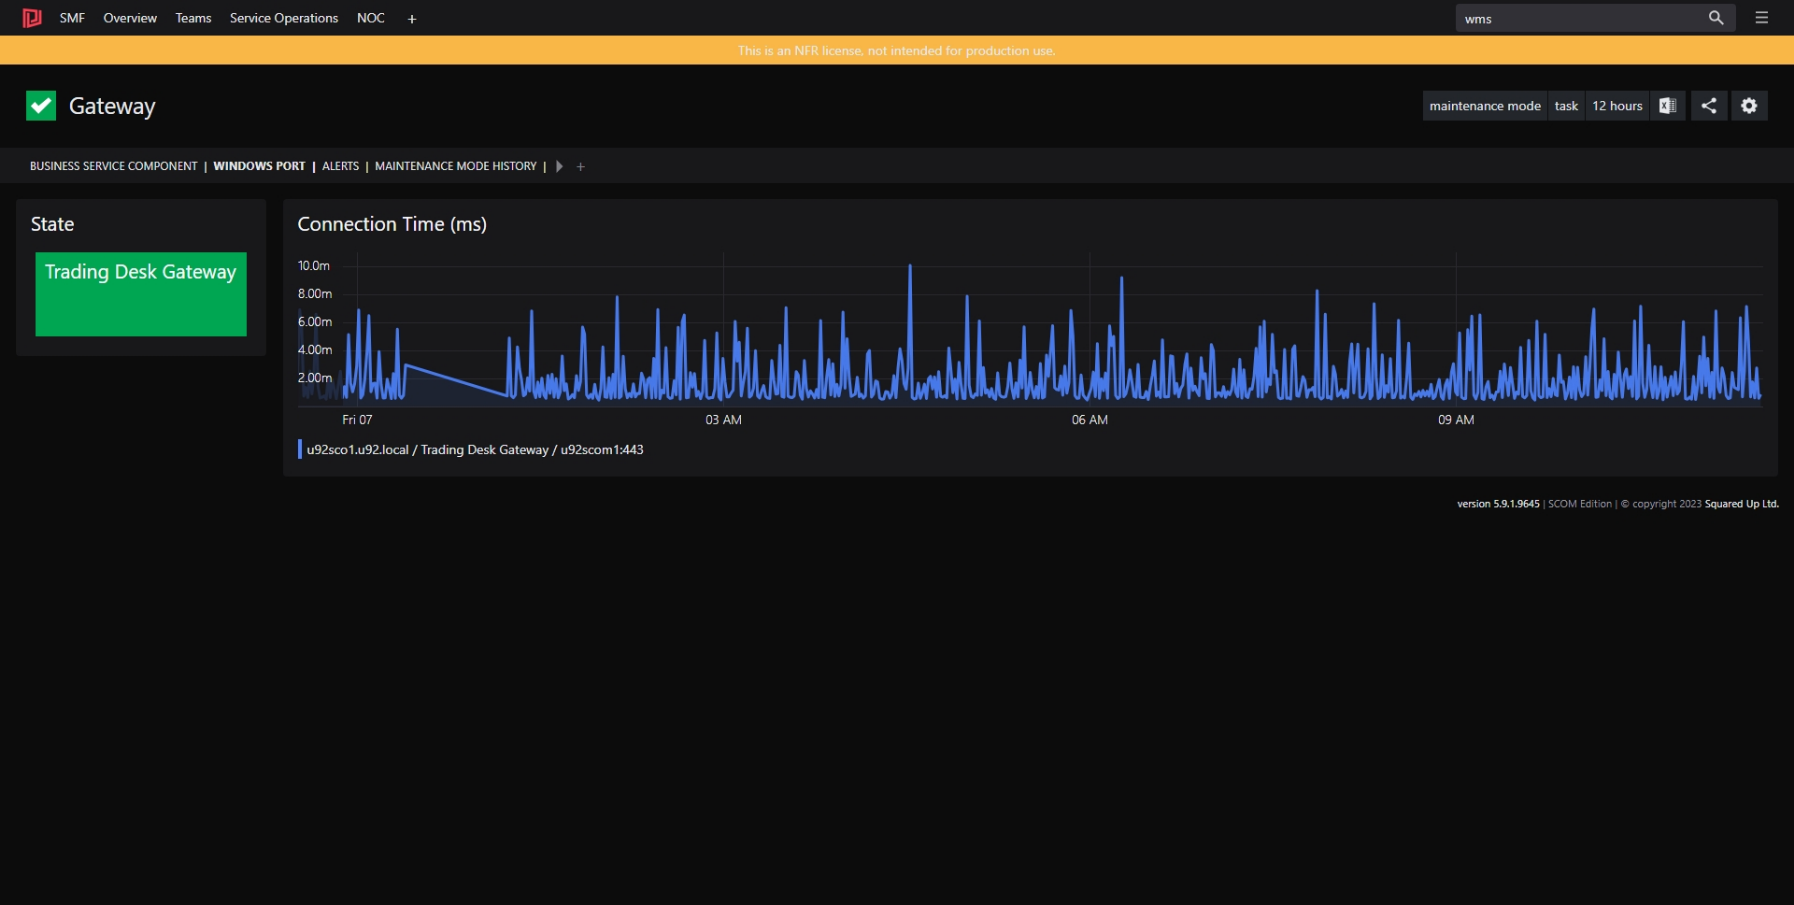 SMF Overview Teams Service Operations NOC + wms
This is an NFR license, not intended for production use.
Gateway
maintenance mode task 12 hours
BUSINESS SERVICE COMPONENT | WINDOWS PORT | ALERTS | MAINTENANCE MODE HISTORY | +
State
Trading Desk Gateway
Connection Time (ms)
10.0m
8.00m
6.00m
4.00m
2.00m
Fri 07 03 AM 06 AM 09 AM
u92sco1.u92.local / Trading Desk Gateway / u92scom1:443
version 5.9.1.9645 | SCOM Edition | © copyright 2023 Squared Up Ltd.